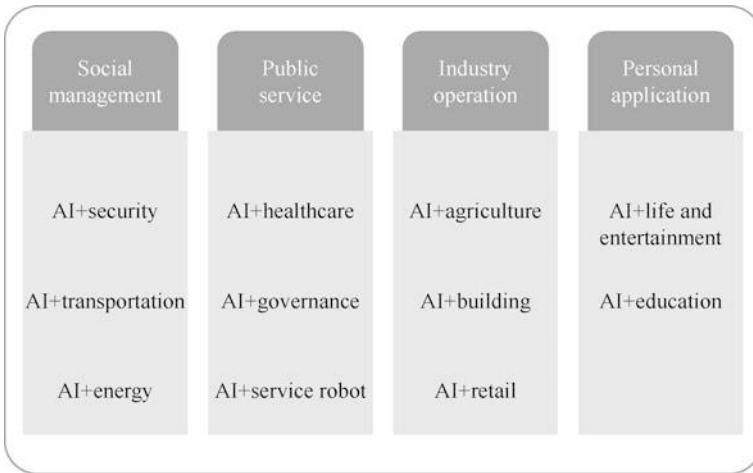 Social
management
AI+security
AI+transportation
AI+energy
Public
service
AI+healthcare
AI+governance
AI+service robot
Industry
operation
AI+agriculture
AI+building
AI+retail
Personal
application
AI+life and
entertainment
AI+education